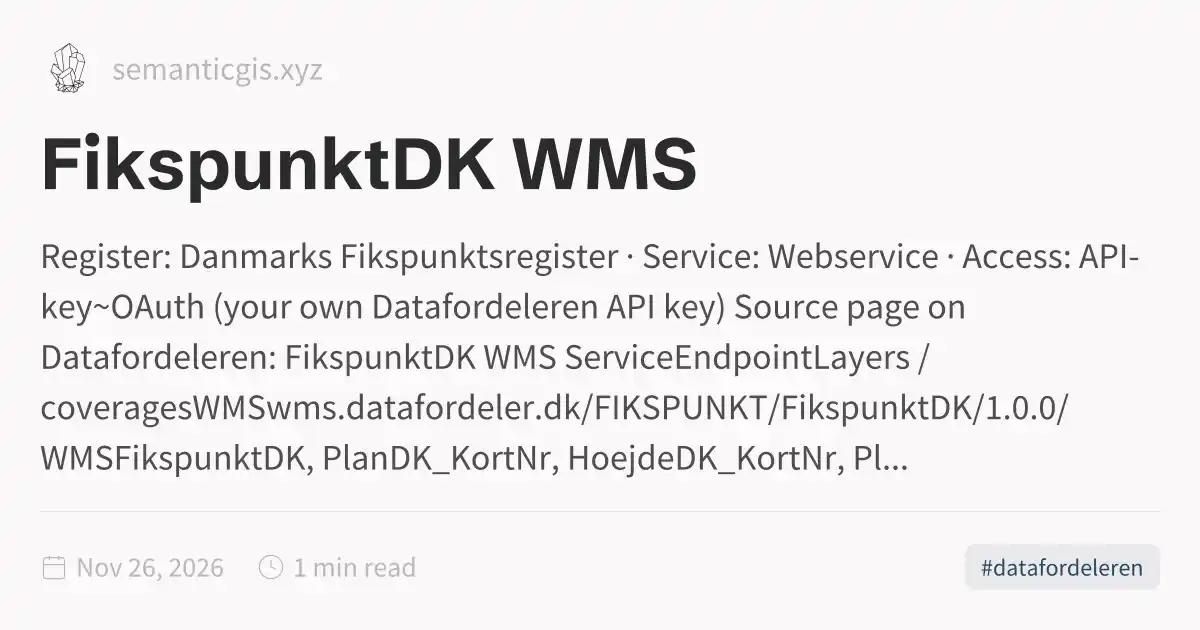 semanticgis.xyz
FikspunktDK WMS
Register: Danmarks Fikspunktsregister · Service: Webservice · Access: API-
key~OAuth (your own Datafordeleren API key) Source page on
Datafordeleren: FikspunktDK WMS ServiceEndpointLayers /
coveragesWMSwms.datafordeler.dk/FIKSPUNKT/FikspunktDK/1.0.0/
WMSFikspunktDK, PlanDK_KortNr, HoejdeDK_KortNr, Pl...
Nov 26, 2026 1 min read
#datafordeleren